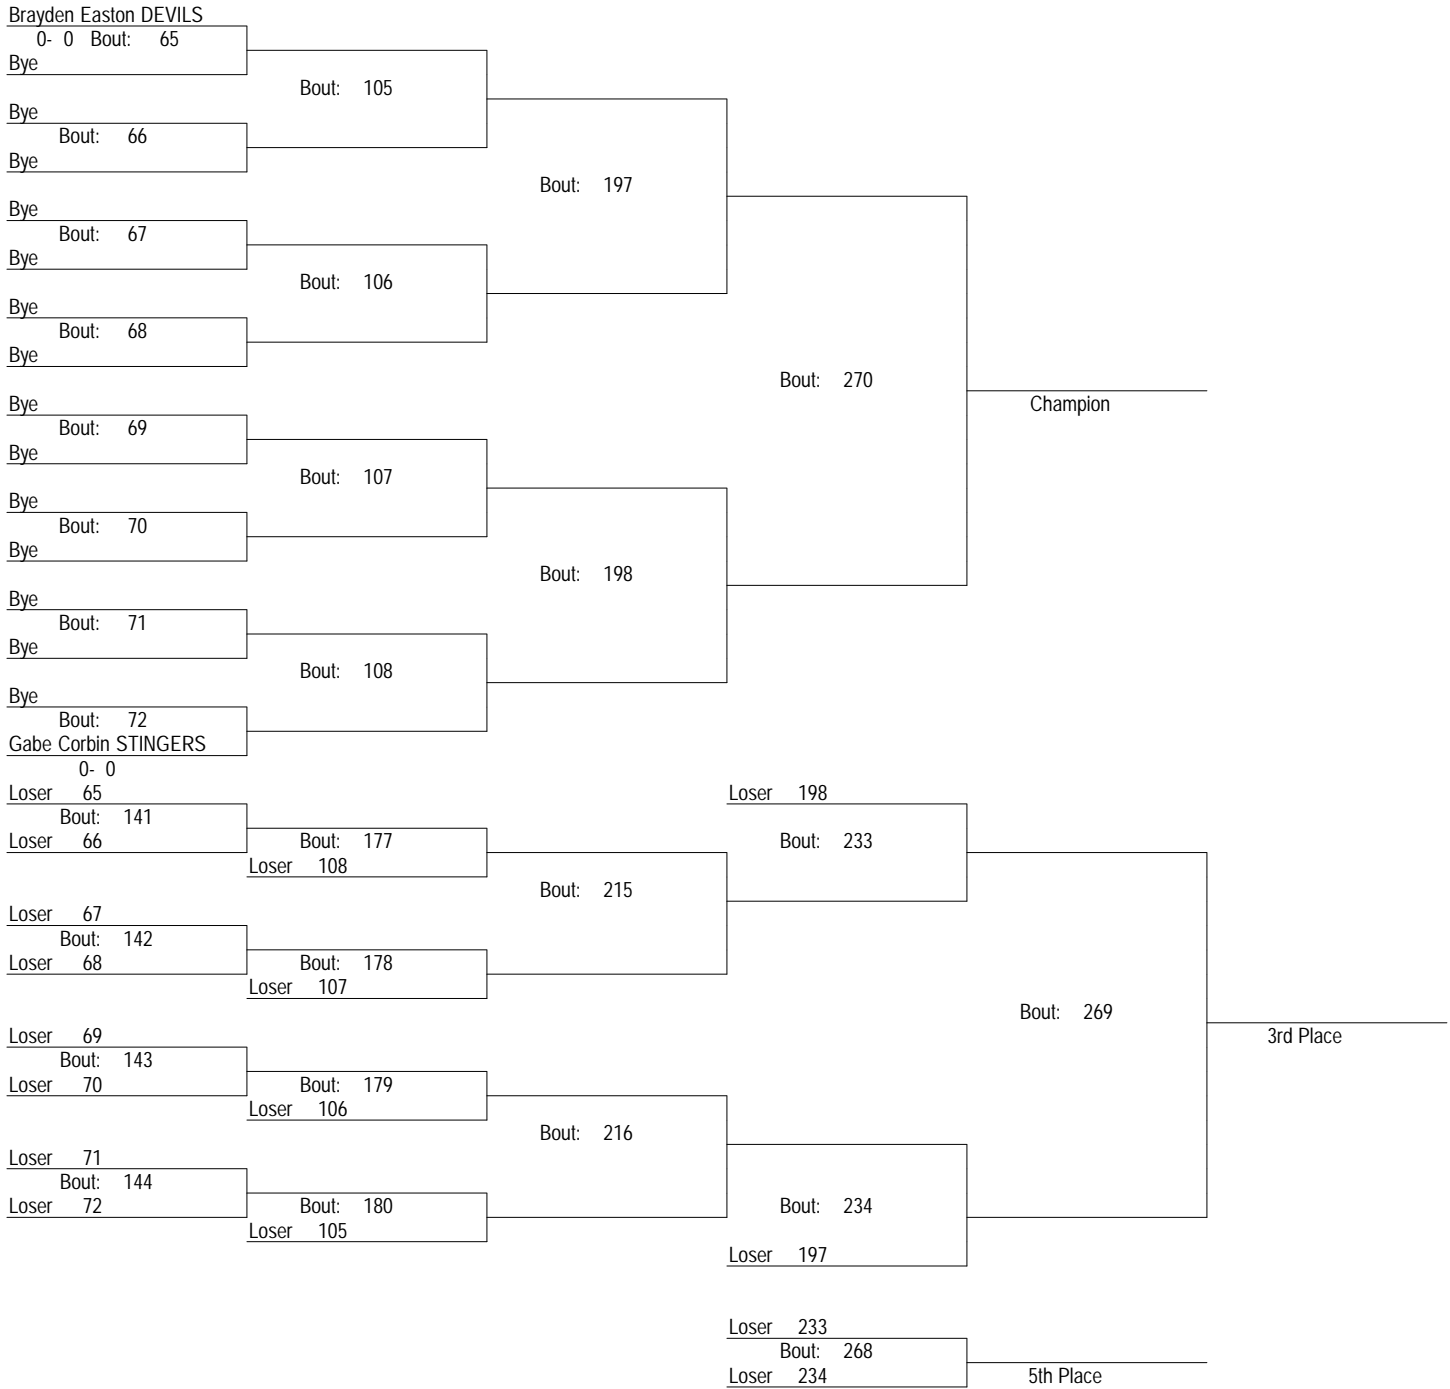 Brayden Easton DEVILS
0- 0 Bout: 65
Bye
Bout: 105
Bye
Bout: 66
Bye
Bout: 197
Bye
Bout: 67
Bye
Bout: 106
Bye
Bout: 68
Bye
Bout: 270
Champion
Bye
Bout: 69
Bye
Bout: 107
Bye
Bout: 70
Bye
Bout: 198
Bye
Bout: 71
Bye
Bout: 108
Bye
Bout: 72
Gabe Corbin STINGERS
0- 0
Loser 65
Loser 198
Bout: 141
Loser 66
Bout: 177
Bout: 233
Loser 108
Bout: 215
Loser 67
Bout: 142
Loser 68
Bout: 178
Loser 107
Bout: 269
Loser 69
3rd Place
Bout: 143
Loser 70
Bout: 179
Loser 106
Bout: 216
Loser 71
Bout: 144
Loser 72
Bout: 180
Bout: 234
Loser 105
Loser 197
Loser 233
Bout: 268
Loser 234
5th Place